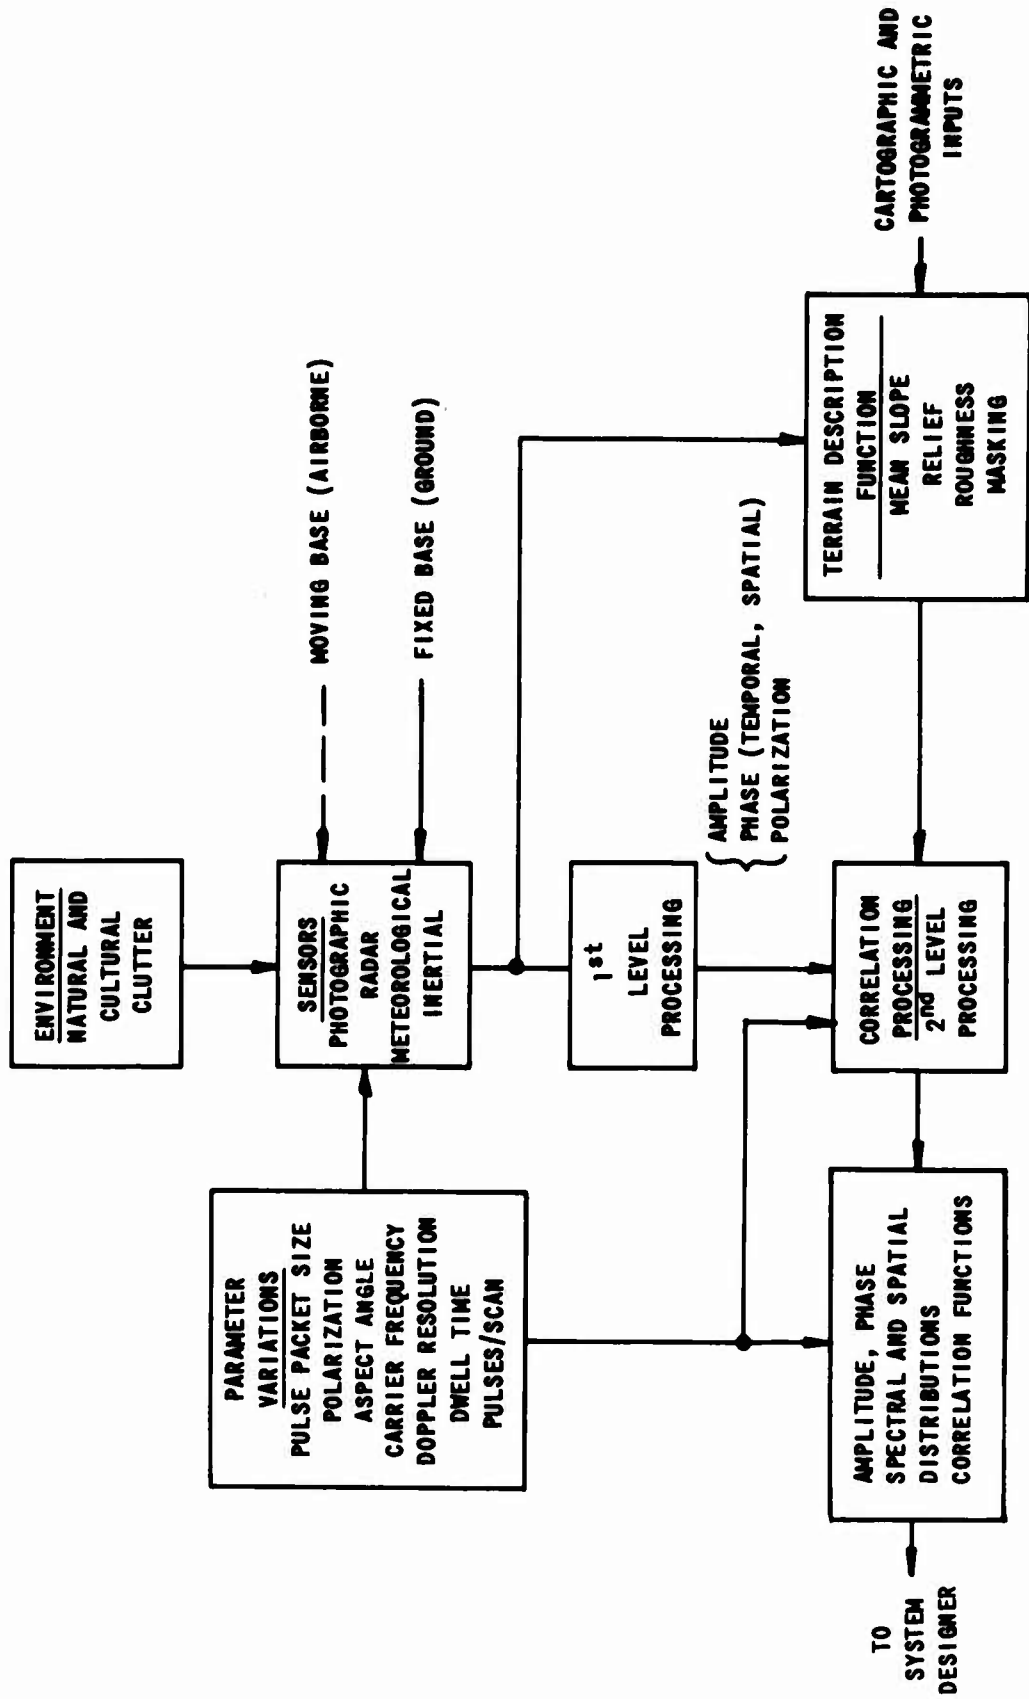 ENVIRONMENT
NATURAL AND
CULTURAL
CLUTTER
PARAMETER
VARIATIONS
PULSE PACKET SIZE
POLARIZATION
ASPECT ANGLE
CARRIER FREQUENCY
DOPPLER RESOLUTION
DWELL TIME
PULSES/SCAN
SENSORS
PHOTOGRAPHIC
RADAR
METEOROLOGICAL
INERTIAL
MOVING BASE (AIRBORNE)
FIXED BASE (GROUND)
1st
LEVEL
PROCESSING
AMPLITUDE
PHASE (TEMPORAL, SPATIAL)
POLARIZATION
TO
SYSTEM
DESIGNER
AMPLITUDE, PHASE
SPECTRAL AND SPATIAL
DISTRIBUTIONS
CORRELATION FUNCTIONS
CORRELATION
PROCESSING
2nd LEVEL
PROCESSING
TERRAIN DESCRIPTION
FUNCTION
MEAN SLOPE
RELIEF
ROUGHNESS
MASKING
CARTOGRAPHIC AND
PHOTOGRAMMETRIC
INPUTS